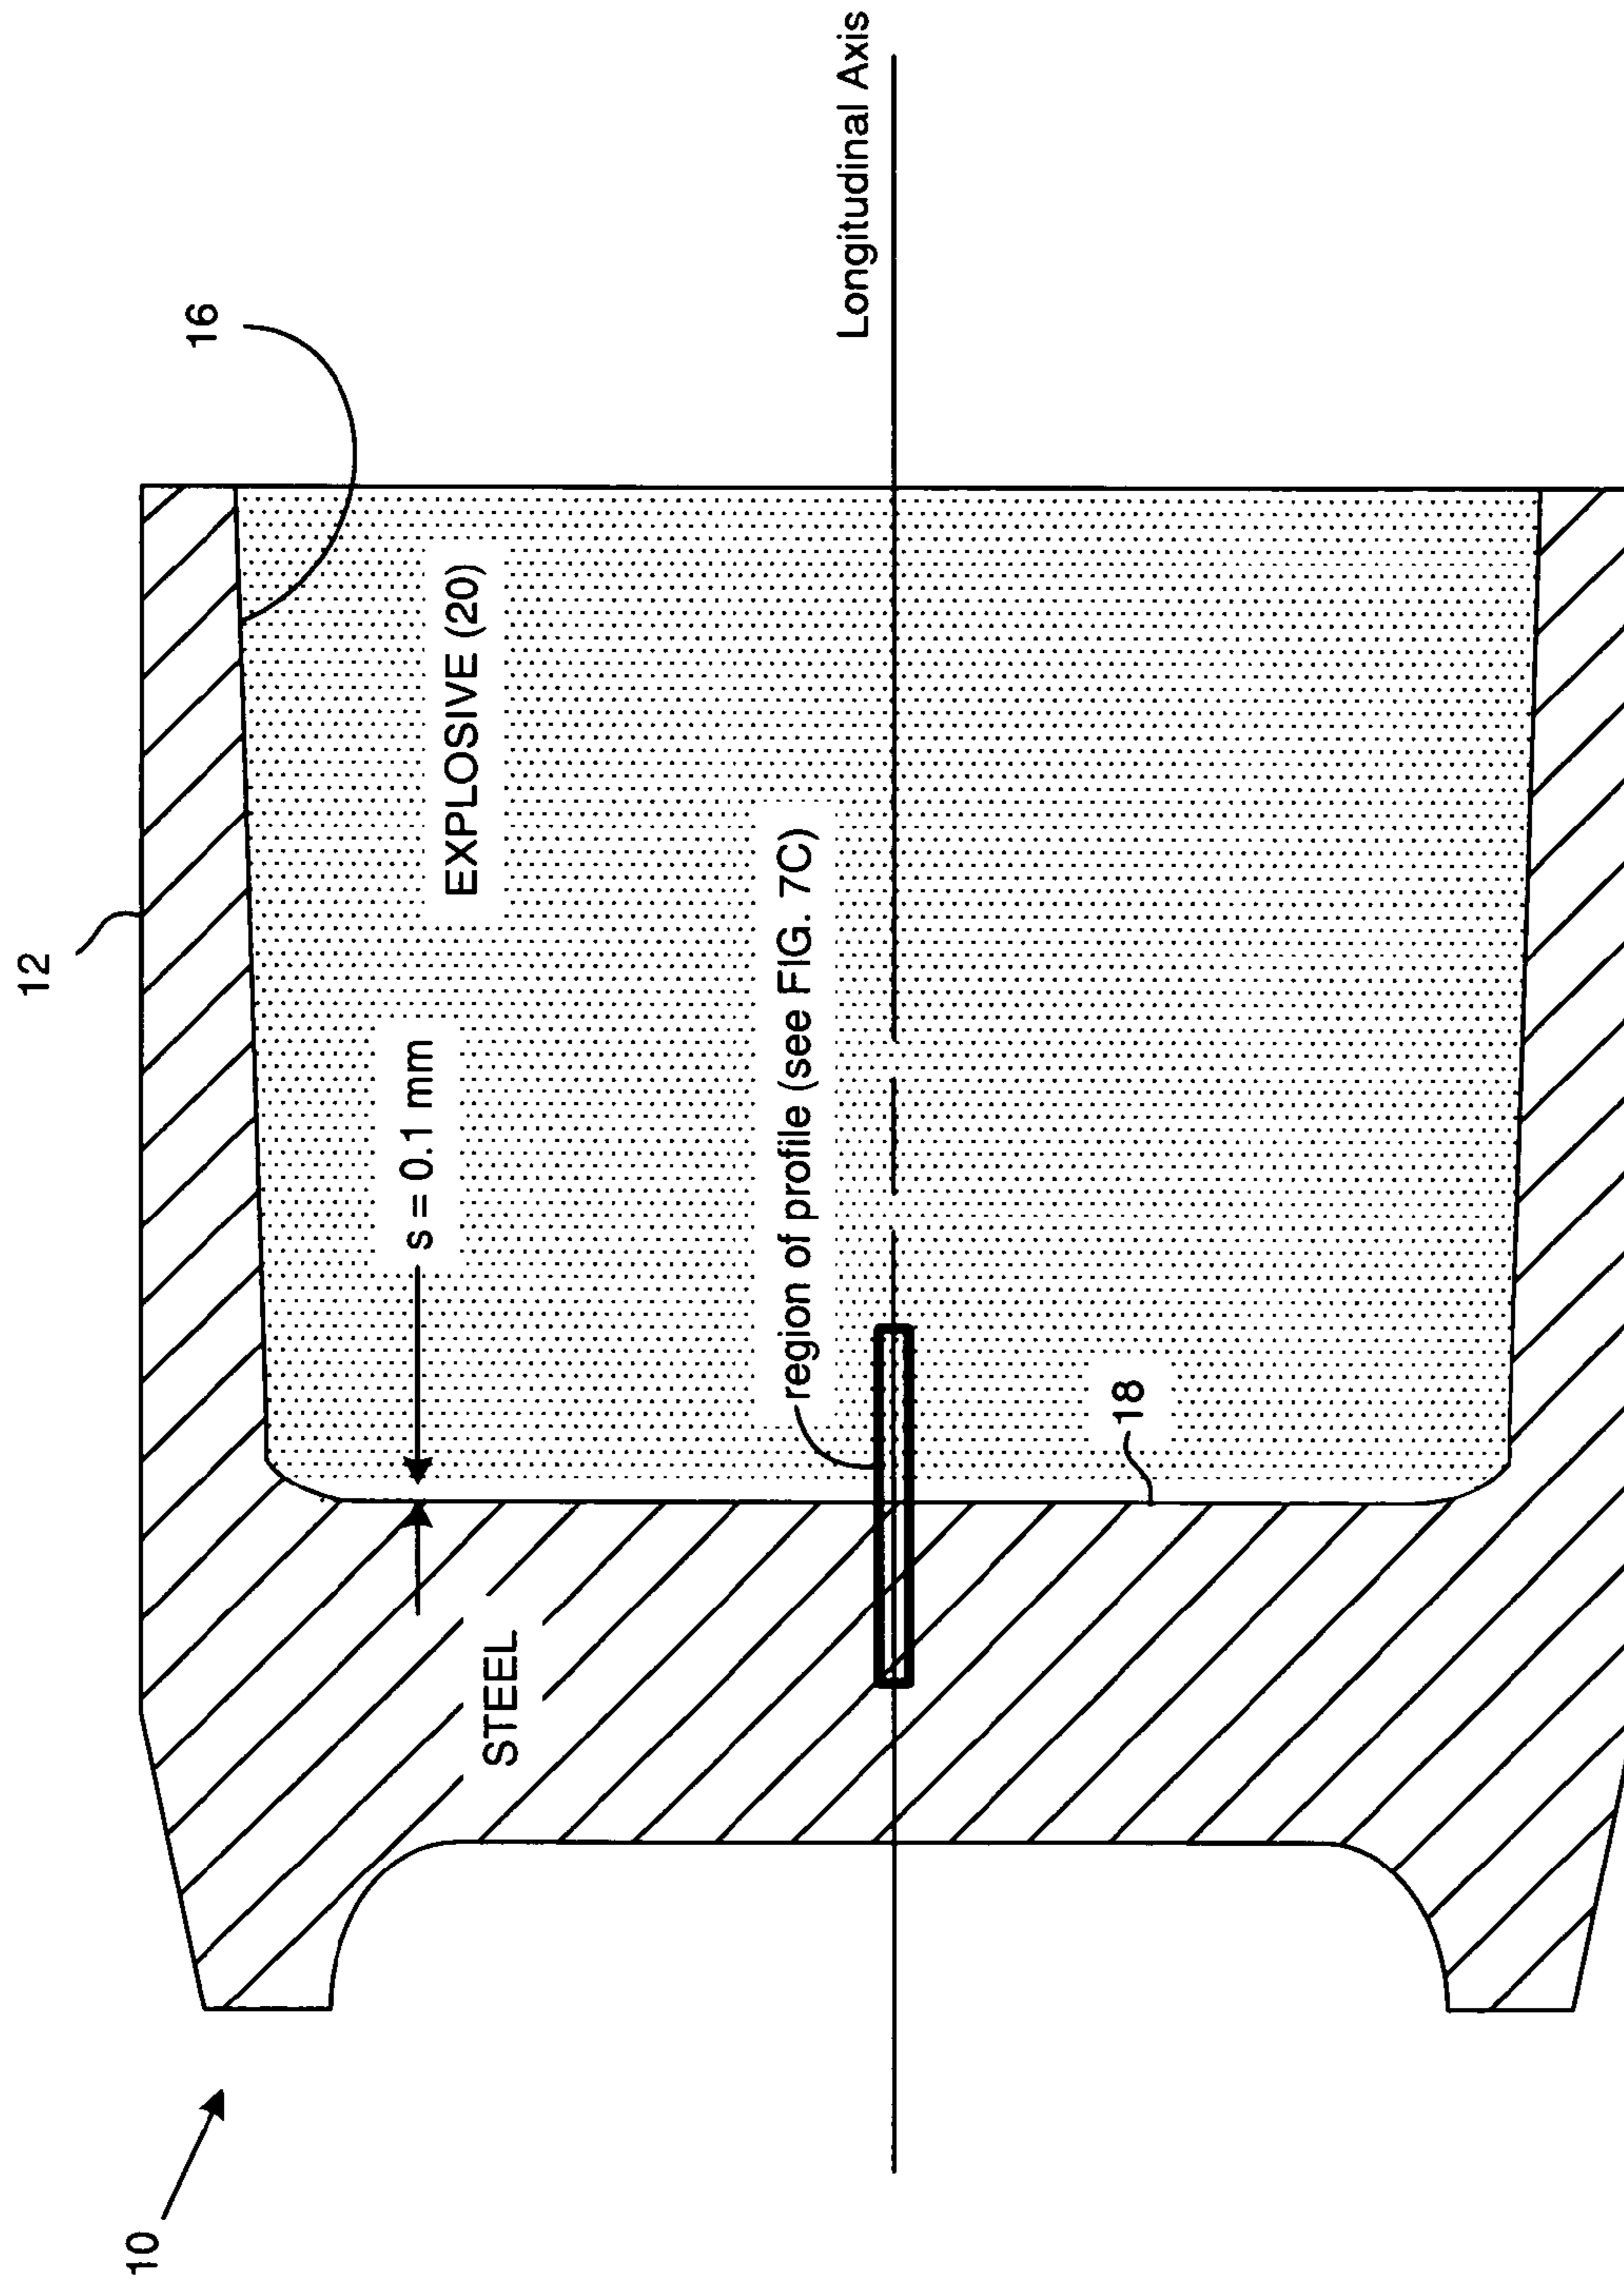 10
12
16
STEEL
s = 0.1 mm
EXPLOSIVE (20)
region of profile (see FIG. 7C)
Longitudinal Axis
18